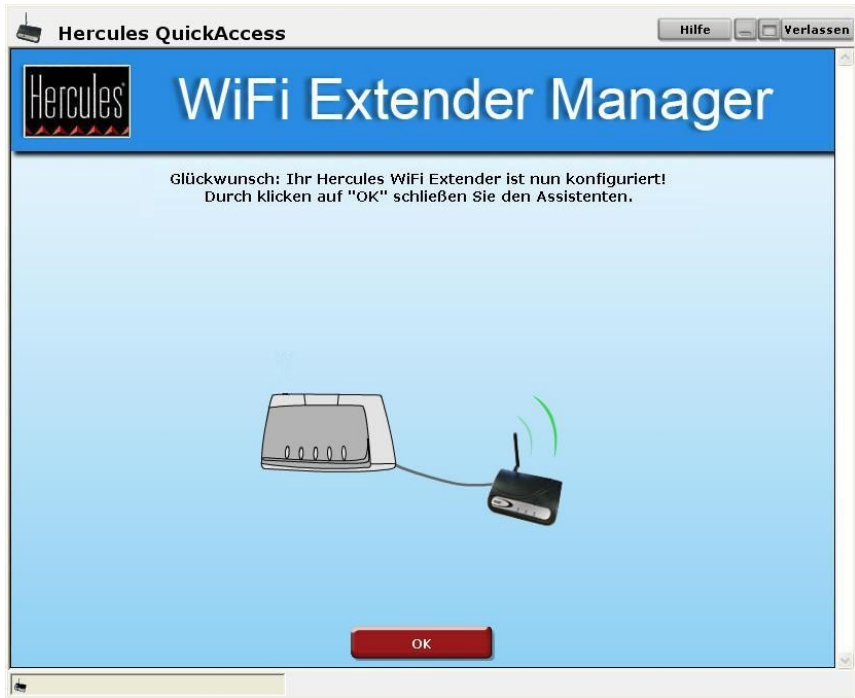 Hercules QuickAccess
Hilfe
Verlassen
Hercules®
WiFi Extender Manager
Glückwunsch: Ihr Hercules WiFi Extender ist nun konfiguriert!
Durch klicken auf "OK" schließen Sie den Assistenten.
OK